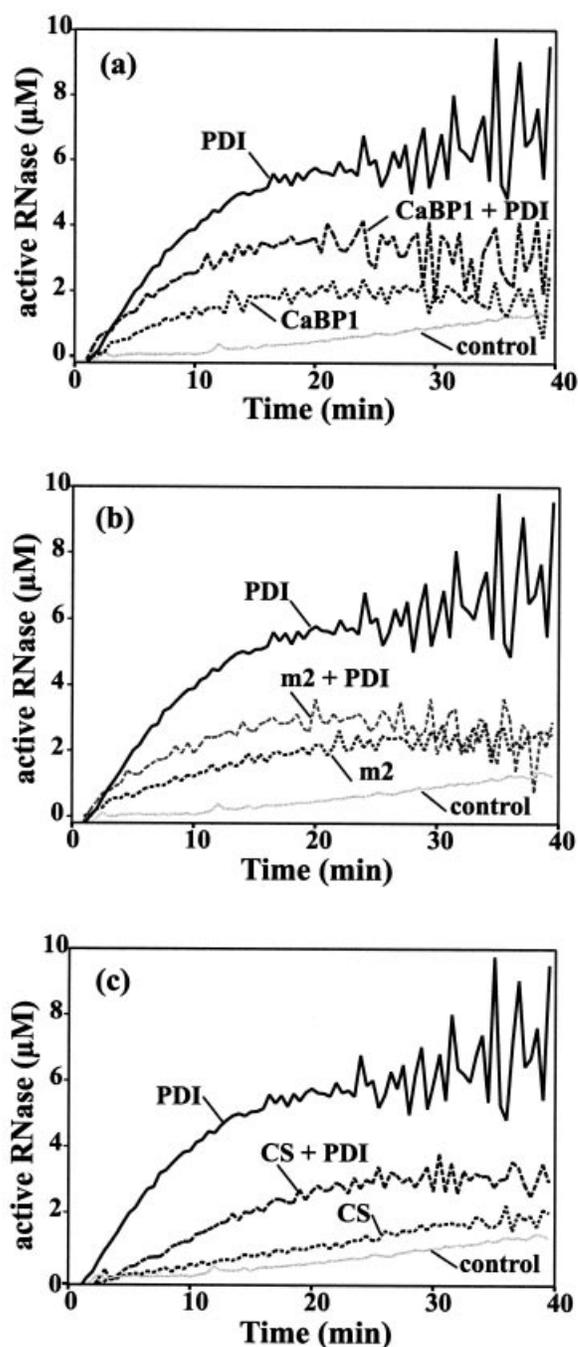 (a)
active RNase (µM)
10
8
6
4
2
0
PDI
CaBP1 + PDI
CaBP1
control
0 10 20 30 40
Time (min)
(b)
active RNase (µM)
10
8
6
4
2
0
PDI
m2 + PDI
m2
control
0 10 20 30 40
Time (min)
(c)
active RNase (µM)
10
8
6
4
2
0
PDI
CS + PDI
CS
control
0 10 20 30 40
Time (min)